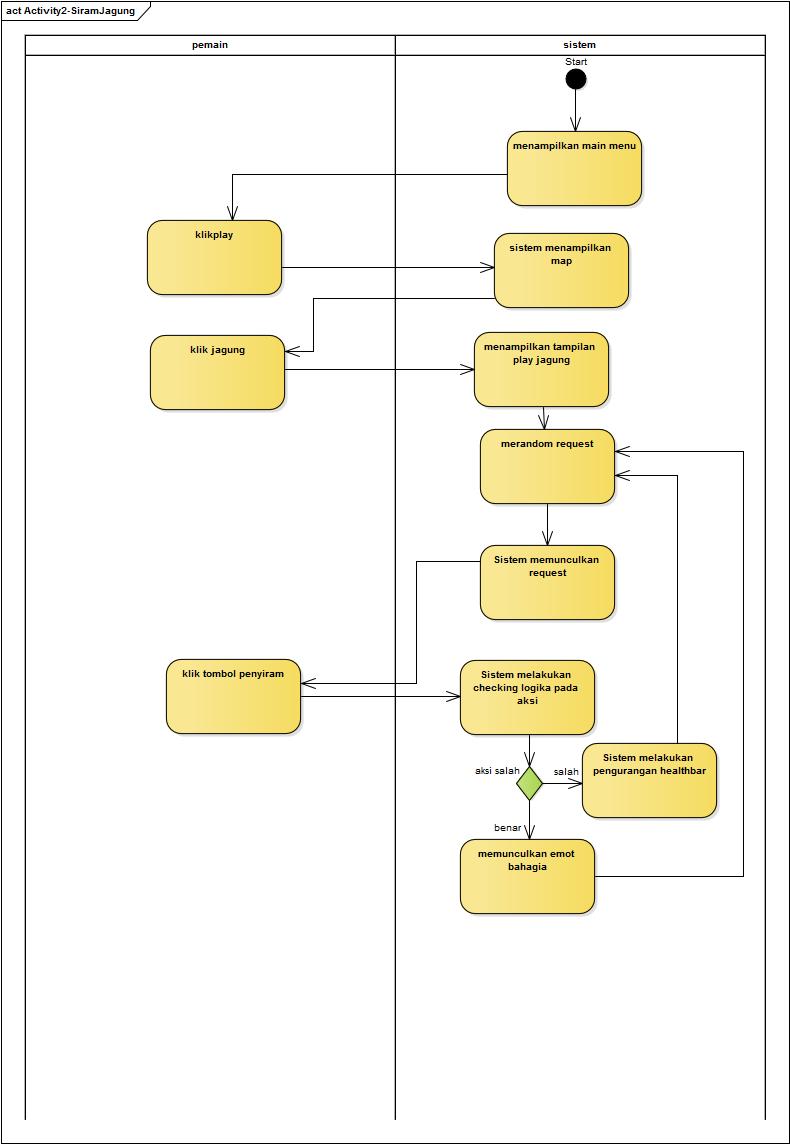 act Activity2-SiramJagung
pemain
sistem
Start
menampilkan main menu
klikplay
sistem menampilkan
map
klik jagung
menampilkan tampilan
play jagung
merandom request
Sistem memunculkan
request
klik tombol penyiram
Sistem melakukan
checking logika pada
aksi
aksi salah
salah
Sistem melakukan
pengurangan healthbar
benar
memunculkan emot
bahagia